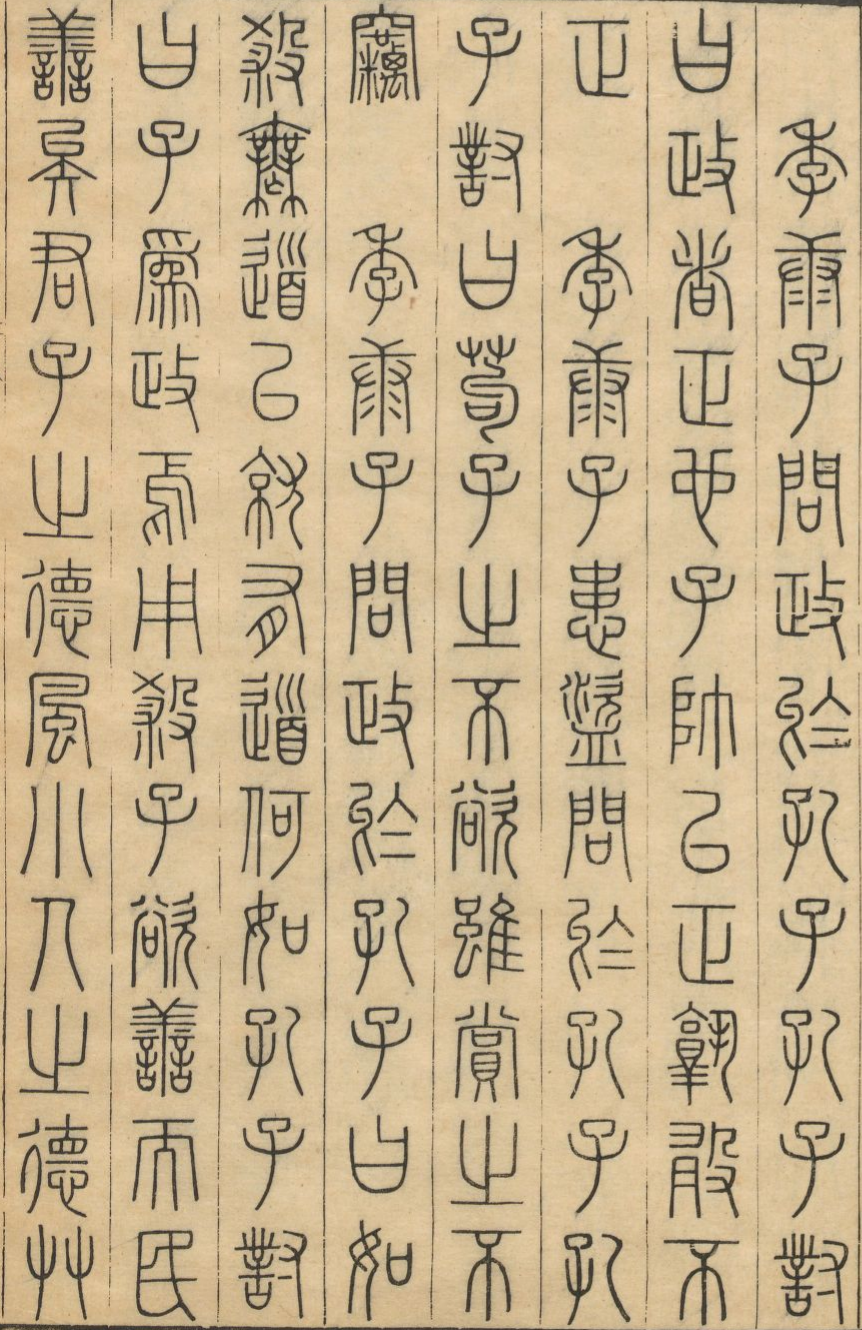 季康子問政於孔子孔子對
曰政者正也子帥以正孰敢不
正　季康子患盜問於孔子孔
子對曰苟子之不欲雖賞之不
竊　季康子問政於孔子曰如
殺無道以就有道何如孔子對
曰子為政焉用殺子欲善而民
善矣君子之德風小人之德艸